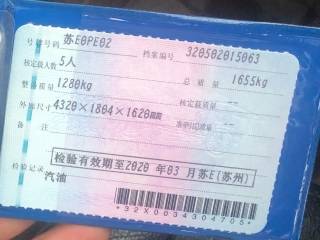 号牌号码 苏E0PE02 档案编号 320502015063
核定载人数 5人 总质量 1655kg
整备质量 1280kg 核定载质量 --
外廓尺寸 4320×1804×1620mm 准牵引总质量 --
备注
检验有效期至2020年03月苏E(苏州)
检验记录
汽油
*32X0034304705*